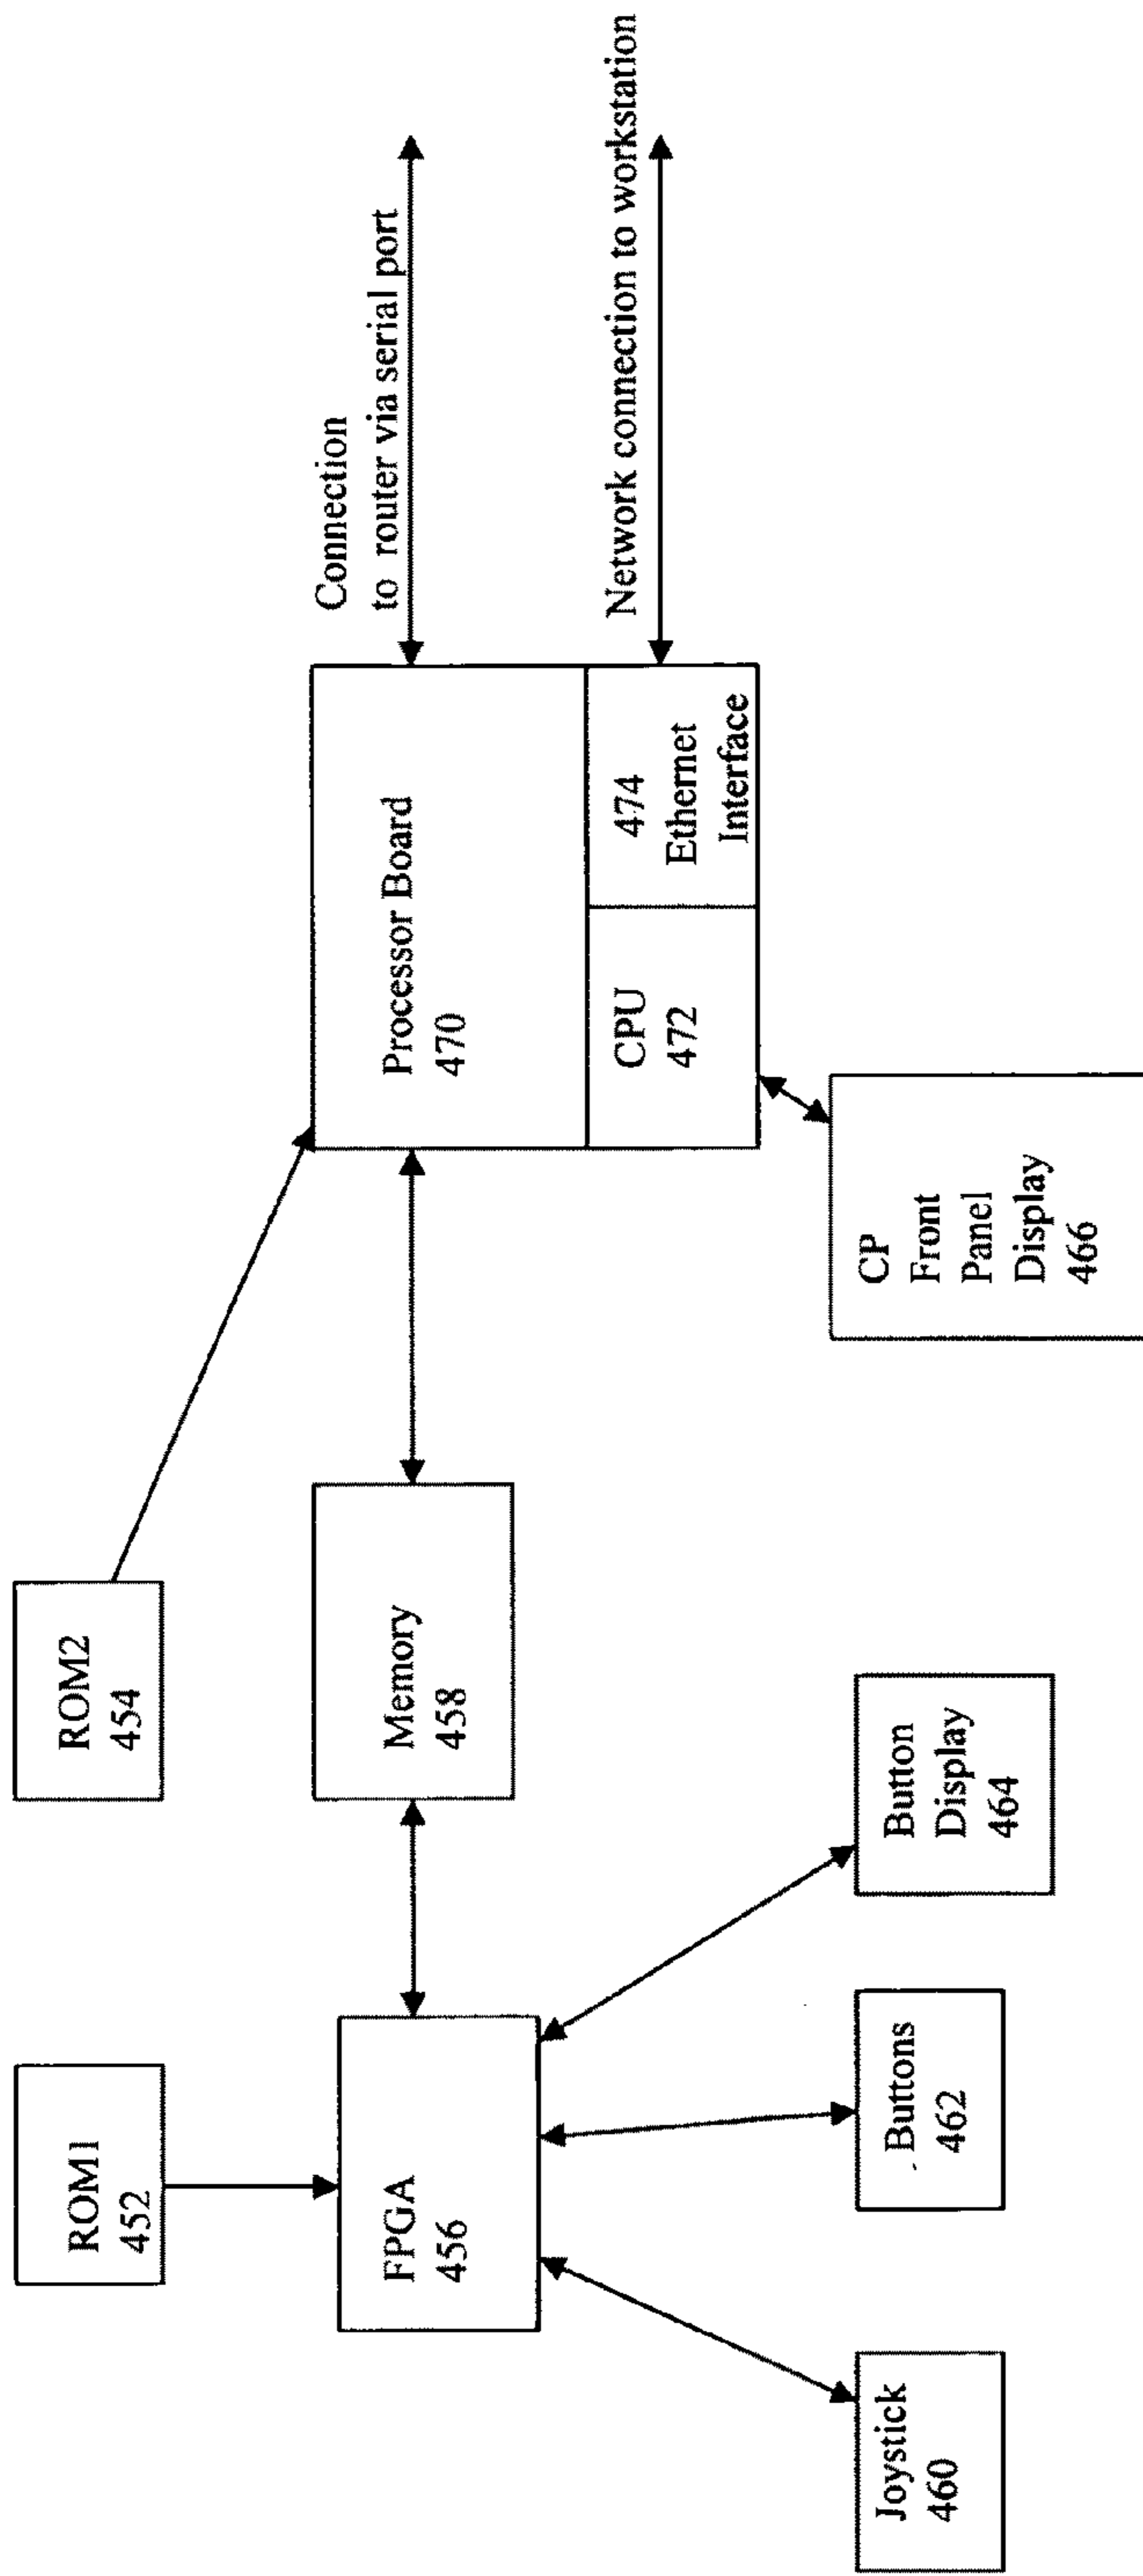 ROM1
452
ROM2
454
FPGA
456
Memory
458
Processor Board
470
CPU
472
474
Ethernet
Interface
Connection
to router via serial port
Network connection to workstation
Joystick
460
Buttons
462
Button
Display
464
CP
Front
Panel
Display
466